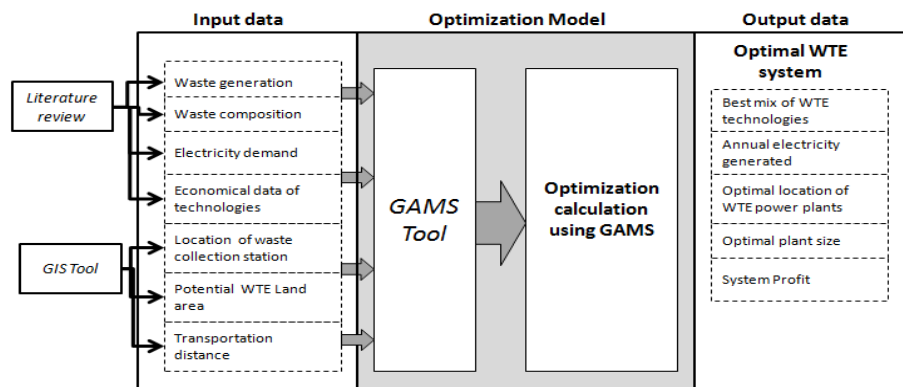 Input data
Optimization Model
Output data
Literature
review
GIS Tool
Waste generation
Waste composition
Electricity demand
Economical data of
technologies
Location of waste
collection station
Potential WTE Land
area
Transportation
distance
GAMS
Tool
Optimization
calculation
using GAMS
Optimal WTE
system
Best mix of WTE
technologies
Annual electricity
generated
Optimal location of
WTE power plants
Optimal plant size
System Profit